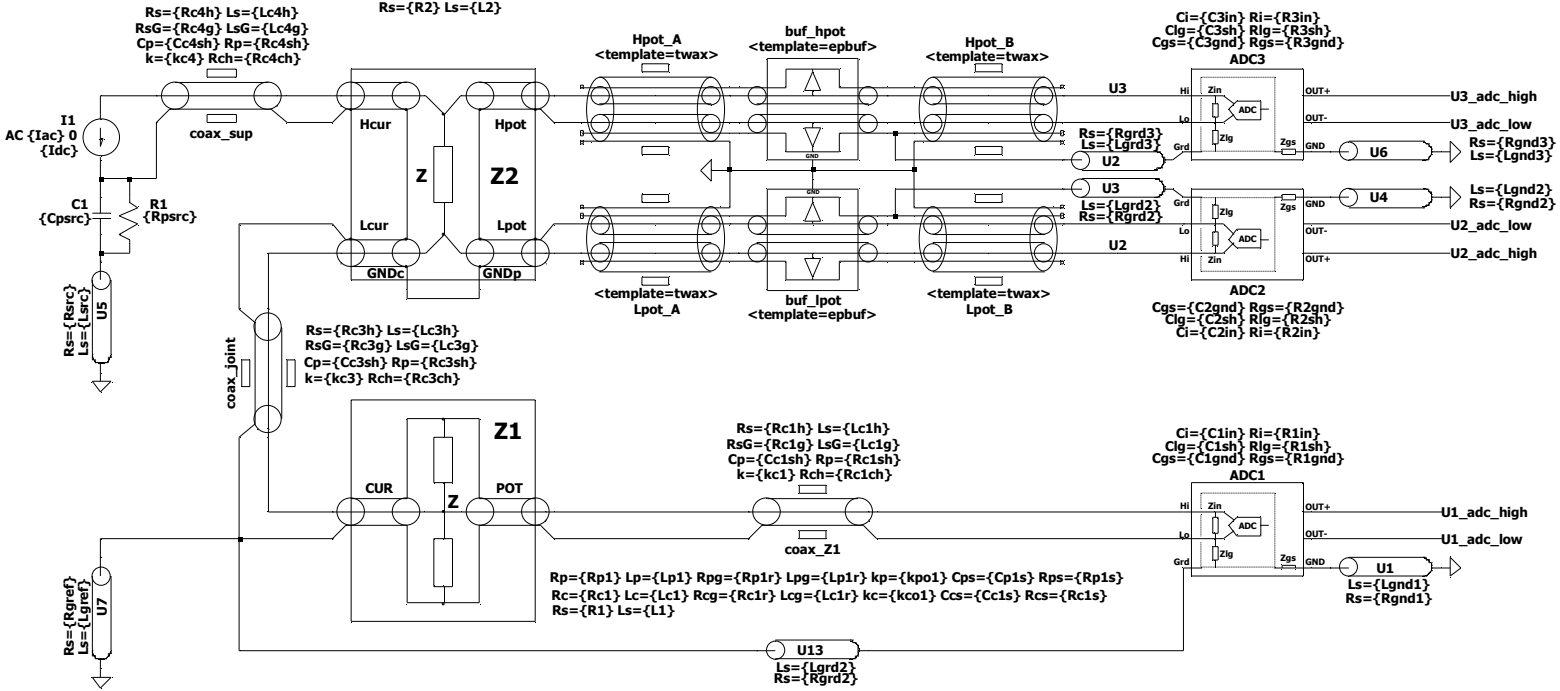 Rs={Rc4h} Ls={Lc4h}
RsG={Rc4g} LsG={Lc4g}
Cp={Cc4sh} Rp={Rc4sh}
k={kc4} Rch={Rc4ch}
coax_sup
Rs={R2} Ls={L2}
I1
AC {Iac} 0
{Idc}
C1
{Cpsrc}
R1
{Rpsrc}
U5
Rs={Rsrc}
Ls={Lsrc}
Hcur
Hpot
Z
Z2
Lcur
Lpot
GNDc
GNDp
Hpot_A
<template=twax>
buf_hpot
<template=epbuf>
GND
Hpot_B
<template=twax>
GND
<template=twax>
Lpot_A
buf_lpot
<template=epbuf>
<template=twax>
Lpot_B
U3
Rs={Rgrd3}
Ls={Lgrd3}
U2
U3
Ls={Lgrd2}
Rs={Rgrd2}
U2
Ci={C3in} Ri={R3in}
Clg={C3sh} Rlg={R3sh}
Cgs={C3gnd} Rgs={R3gnd}
ADC3
Hi
Zin
ADC
OUT+
U3_adc_high
Lo
OUT-
U3_adc_low
Zlg
Grd
Zgs
GND
U6
Rs={Rgnd3}
Ls={Lgnd3}
Grd
Zgs
GND
U4
Ls={Lgnd2}
Rs={Rgnd2}
Zlg
Lo
OUT-
U2_adc_low
ADC
Hi
Zin
OUT+
U2_adc_high
ADC2
Cgs={C2gnd} Rgs={R2gnd}
Clg={C2sh} Rlg={R2sh}
Ci={C2in} Ri={R2in}
coax_joint
Rs={Rc3h} Ls={Lc3h}
RsG={Rc3g} LsG={Lc3g}
Cp={Cc3sh} Rp={Rc3sh}
k={kc3} Rch={Rc3ch}
Z1
CUR
POT
Z
Rs={Rc1h} Ls={Lc1h}
RsG={Rc1g} LsG={Lc1g}
Cp={Cc1sh} Rp={Rc1sh}
k={kc1} Rch={Rc1ch}
coax_Z1
Ci={C1in} Ri={R1in}
Clg={C1sh} Rlg={R1sh}
Cgs={C1gnd} Rgs={R1gnd}
ADC1
Hi
Zin
ADC
OUT+
U1_adc_high
Lo
OUT-
U1_adc_low
Zlg
Grd
Zgs
GND
U1
Ls={Lgnd1}
Rs={Rgnd1}
Rp={Rp1} Lp={Lp1} Rpg={Rp1r} Lpg={Lp1r} kp={kpo1} Cps={Cp1s} Rps={Rp1s}
Rc={Rc1} Lc={Lc1} Rcg={Rc1r} Lcg={Lc1r} kc={kco1} Ccs={Cc1s} Rcs={Rc1s}
Rs={R1} Ls={L1}
U7
Rs={Rgref}
Ls={Lgref}
U13
Ls={Lgrd2}
Rs={Rgrd2}